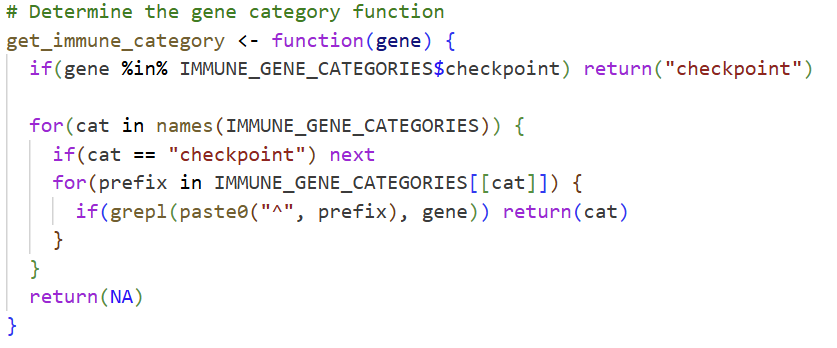 # Determine the gene category function
get_immune_category <- function(gene) {
  if(gene %in% IMMUNE_GENE_CATEGORIES$checkpoint) return("checkpoint")

  for(cat in names(IMMUNE_GENE_CATEGORIES)) {
    if(cat == "checkpoint") next
    for(prefix in IMMUNE_GENE_CATEGORIES[[cat]]) {
      if(grepl(paste0("^", prefix), gene)) return(cat)
    }
  }
  return(NA)
}